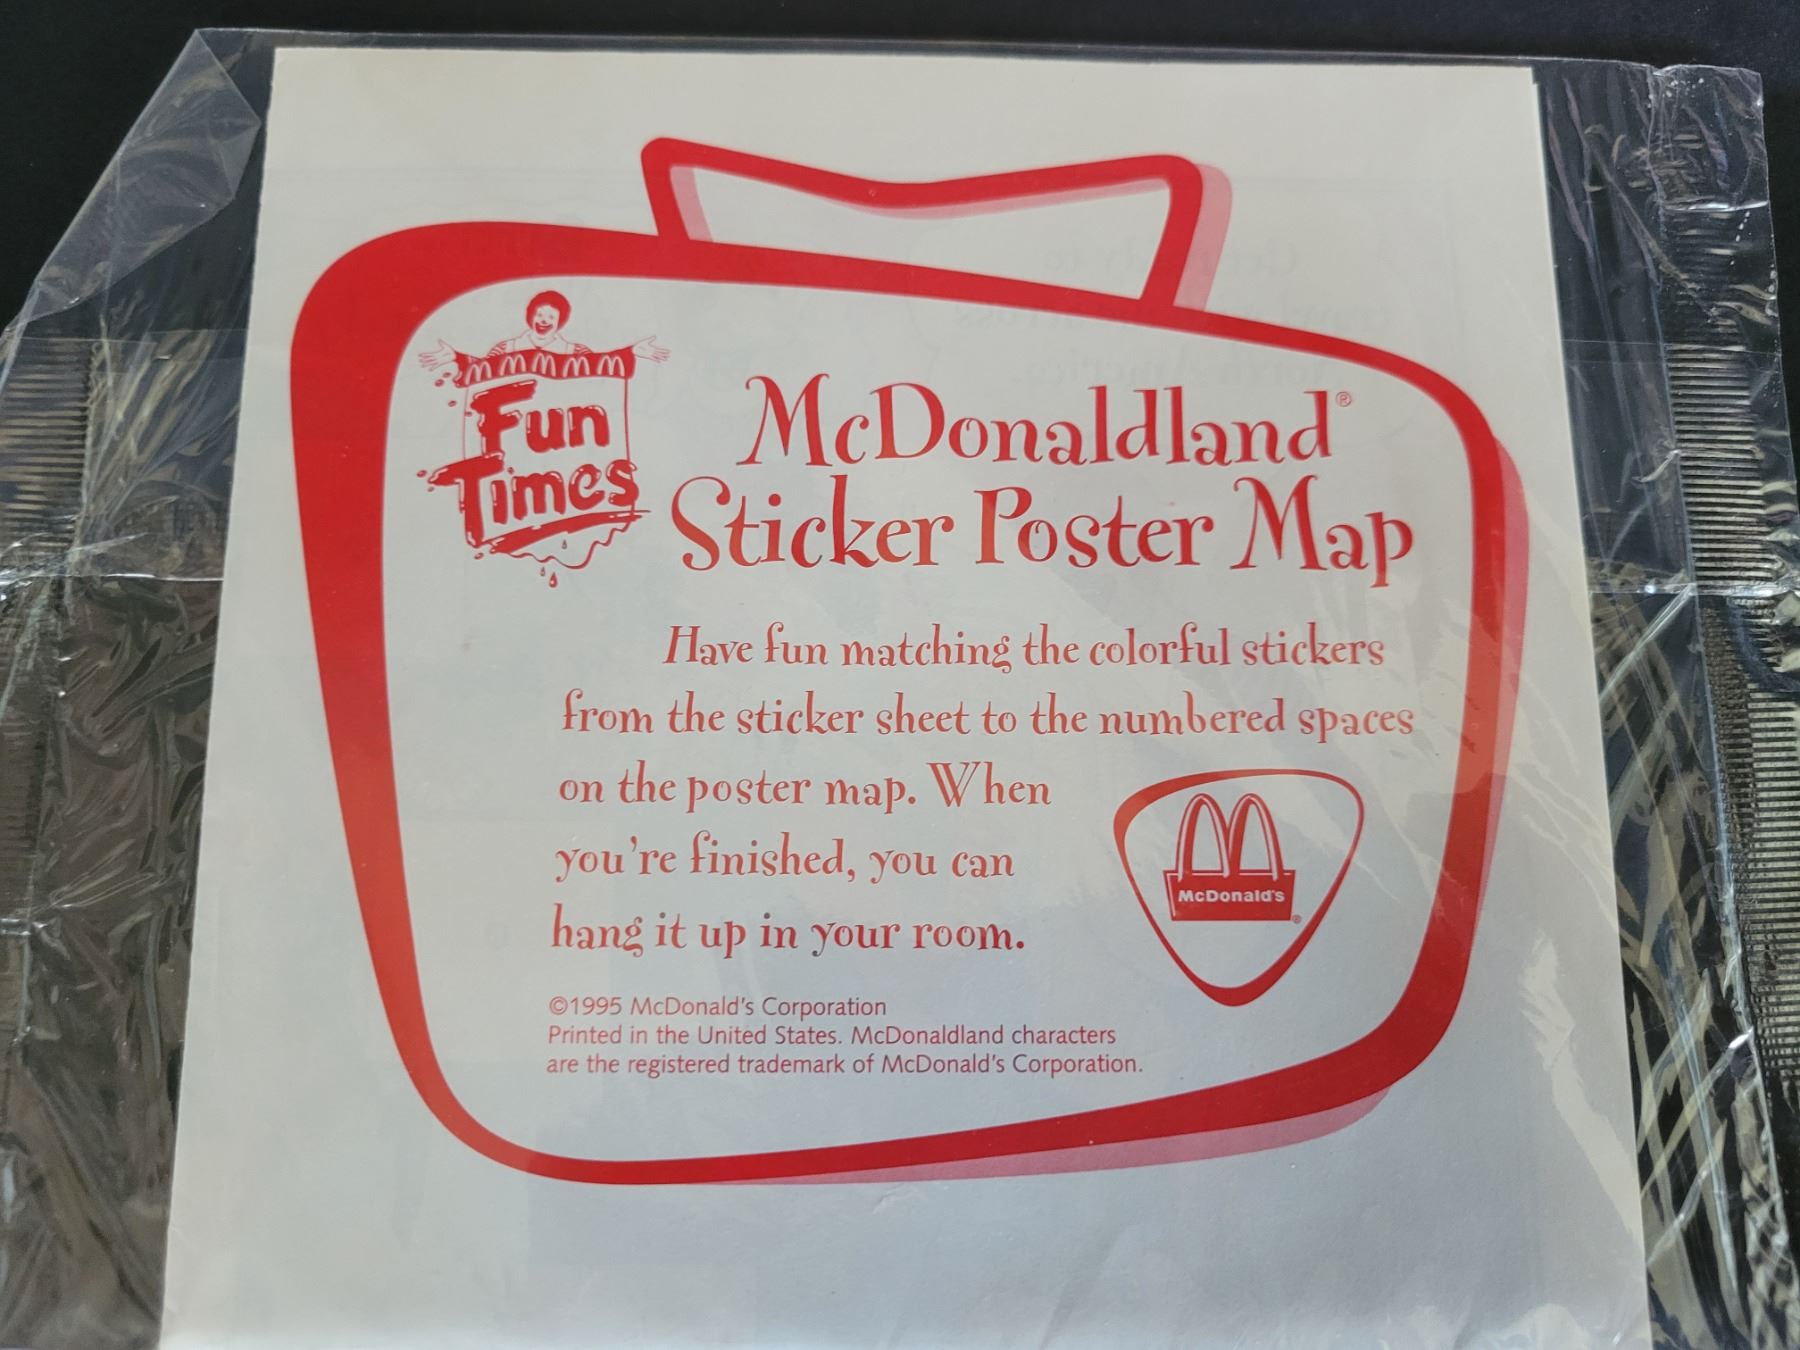 Fun
Times
McDonaldland®
Sticker Poster Map
Have fun matching the colorful stickers
from the sticker sheet to the numbered spaces
on the poster map. When
you're finished, you can
hang it up in your room.
McDonald's
®
©1995 McDonald's Corporation
Printed in the United States. McDonaldland characters
are the registered trademark of McDonald's Corporation.